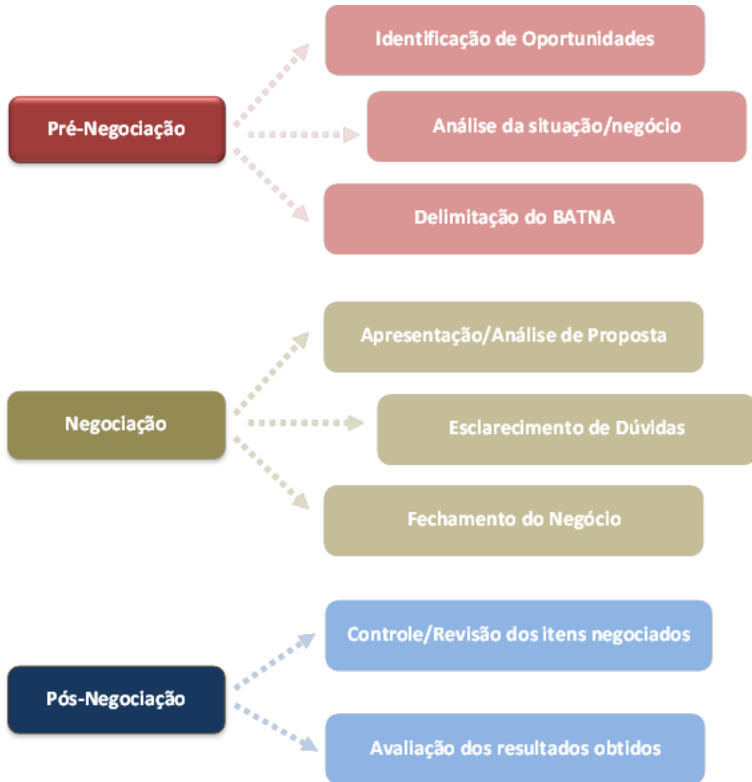 Pré-Negociação
Identificação de Oportunidades
Análise da situação/negócio
Delimitação do BATNA
Negociação
Apresentação/Análise de Proposta
Esclarecimento de Dúvidas
Fechamento do Negócio
Pós-Negociação
Controle/Revisão dos itens negociados
Avaliação dos resultados obtidos